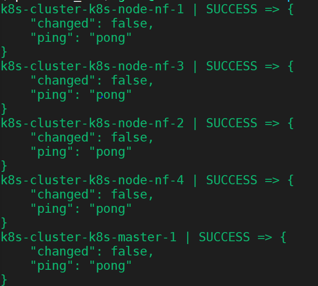 k8s-cluster-k8s-node-nf-1 | SUCCESS => {
    "changed": false,
    "ping": "pong"
}
k8s-cluster-k8s-node-nf-3 | SUCCESS => {
    "changed": false,
    "ping": "pong"
}
k8s-cluster-k8s-node-nf-2 | SUCCESS => {
    "changed": false,
    "ping": "pong"
}
k8s-cluster-k8s-node-nf-4 | SUCCESS => {
    "changed": false,
    "ping": "pong"
}
k8s-cluster-k8s-master-1 | SUCCESS => {
    "changed": false,
    "ping": "pong"
}